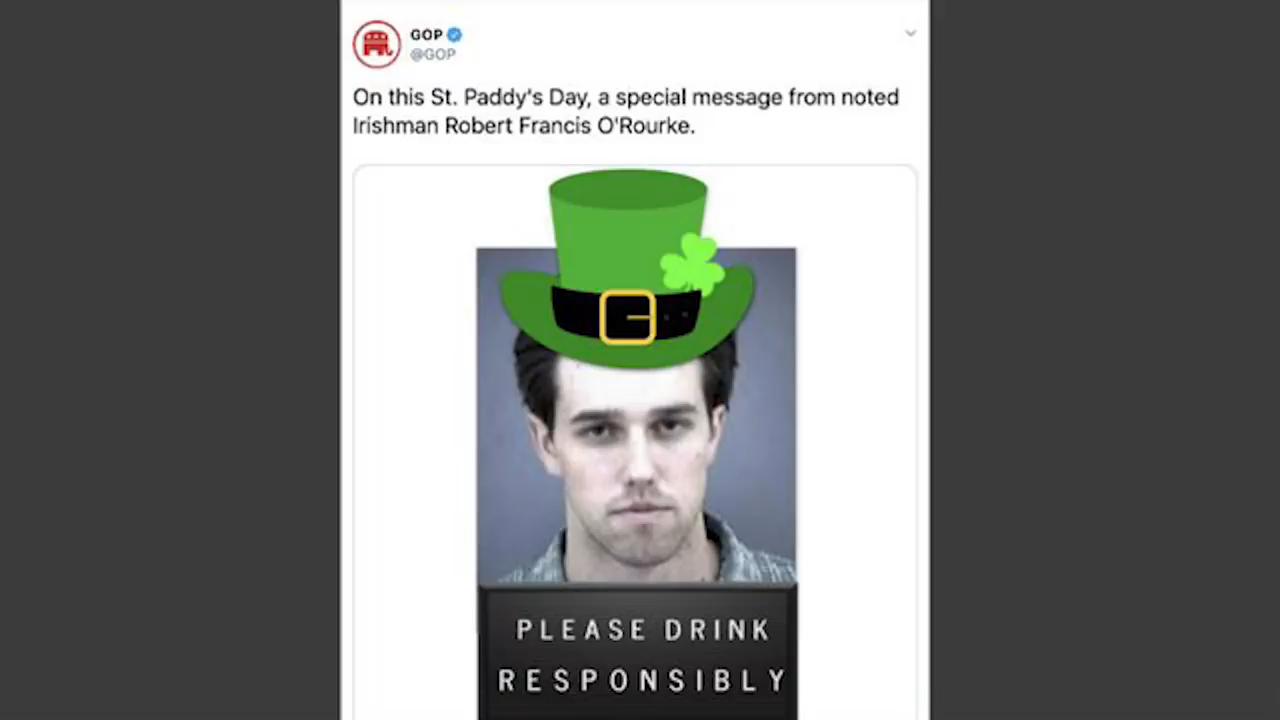 GOP
@GOP
On this St. Paddy's Day, a special message from noted
Irishman Robert Francis O'Rourke.
PLEASE DRINK
RESPONSIBLY